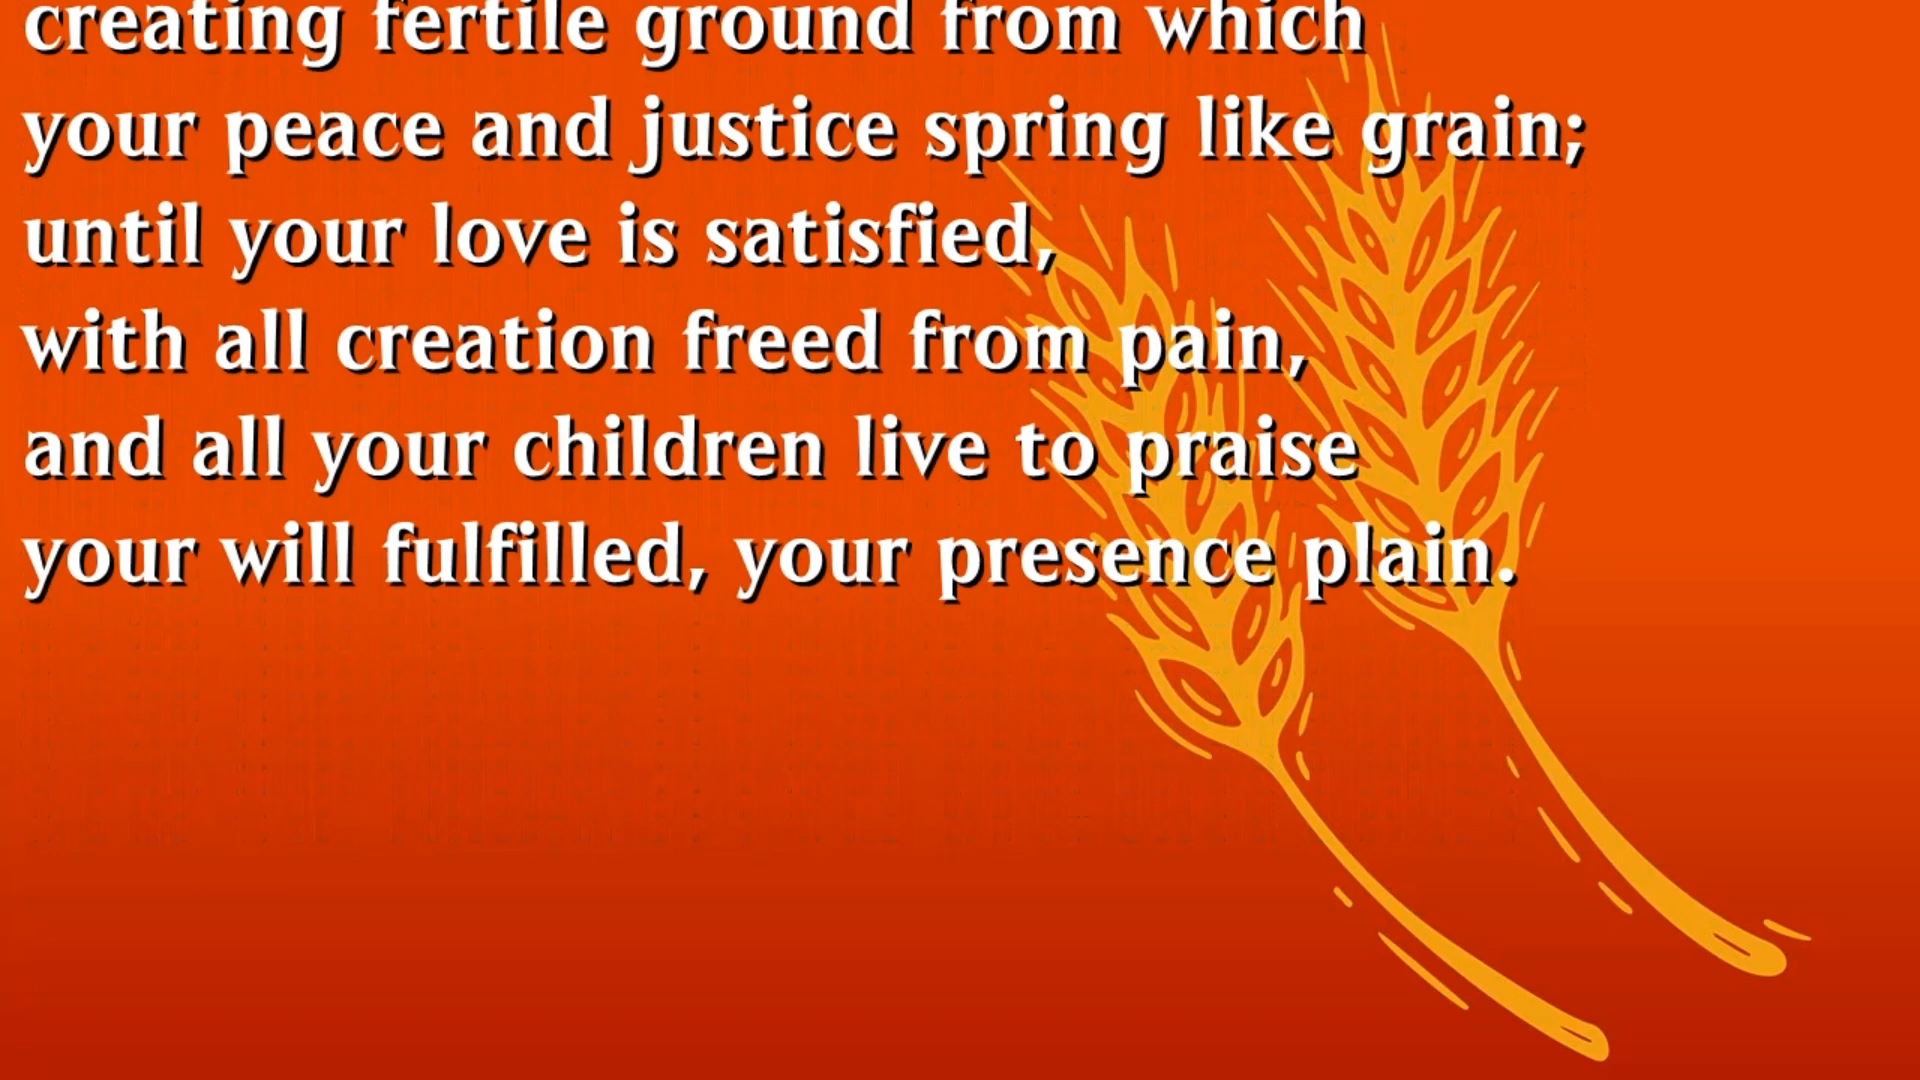 creating fertile ground from which
your peace and justice spring like grain;
until your love is satisfied,
with all creation freed from pain,
and all your children live to praise
your will fulfilled, your presence plain.